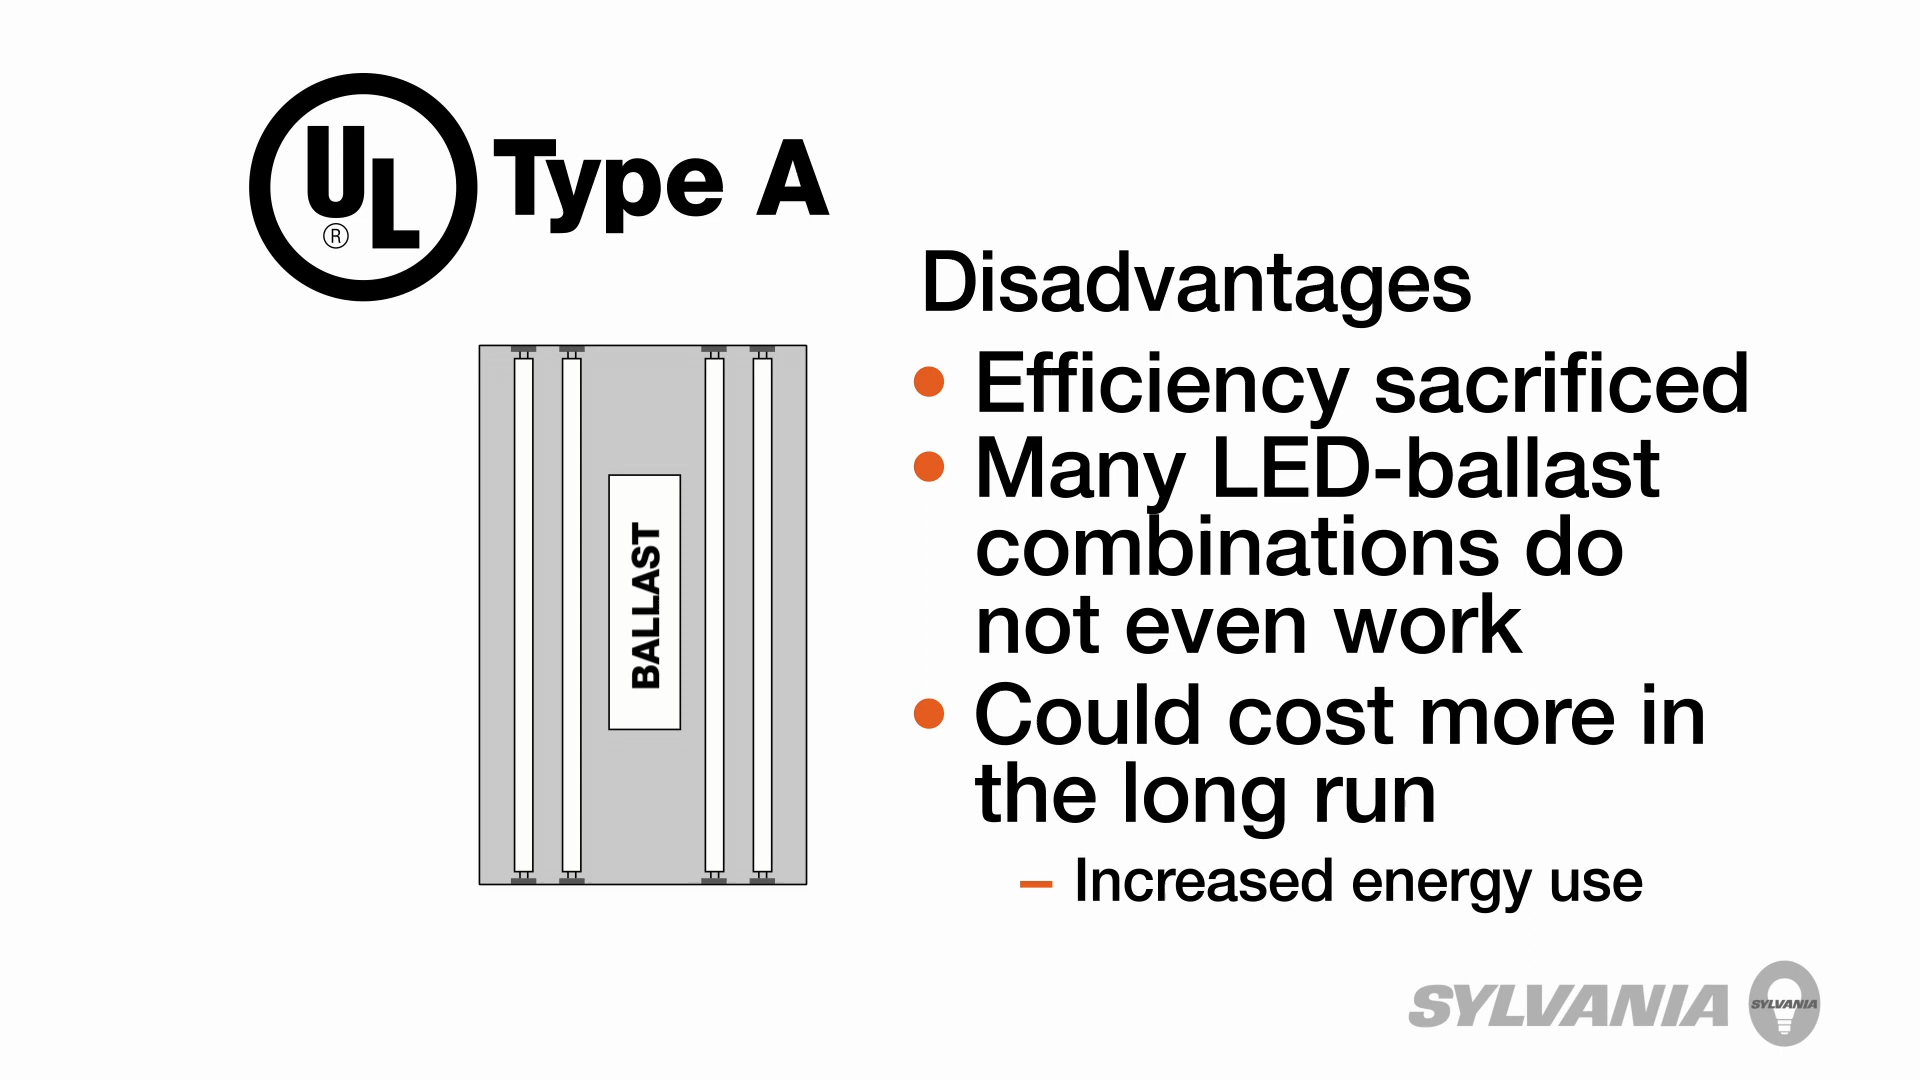 UL
®
Type A
Disadvantages
• Efficiency sacrificed
• Many LED-ballast
combinations do
not even work
• Could cost more in
the long run
– Increased energy use
BALLAST
SYLVANIA
SYLVANIA